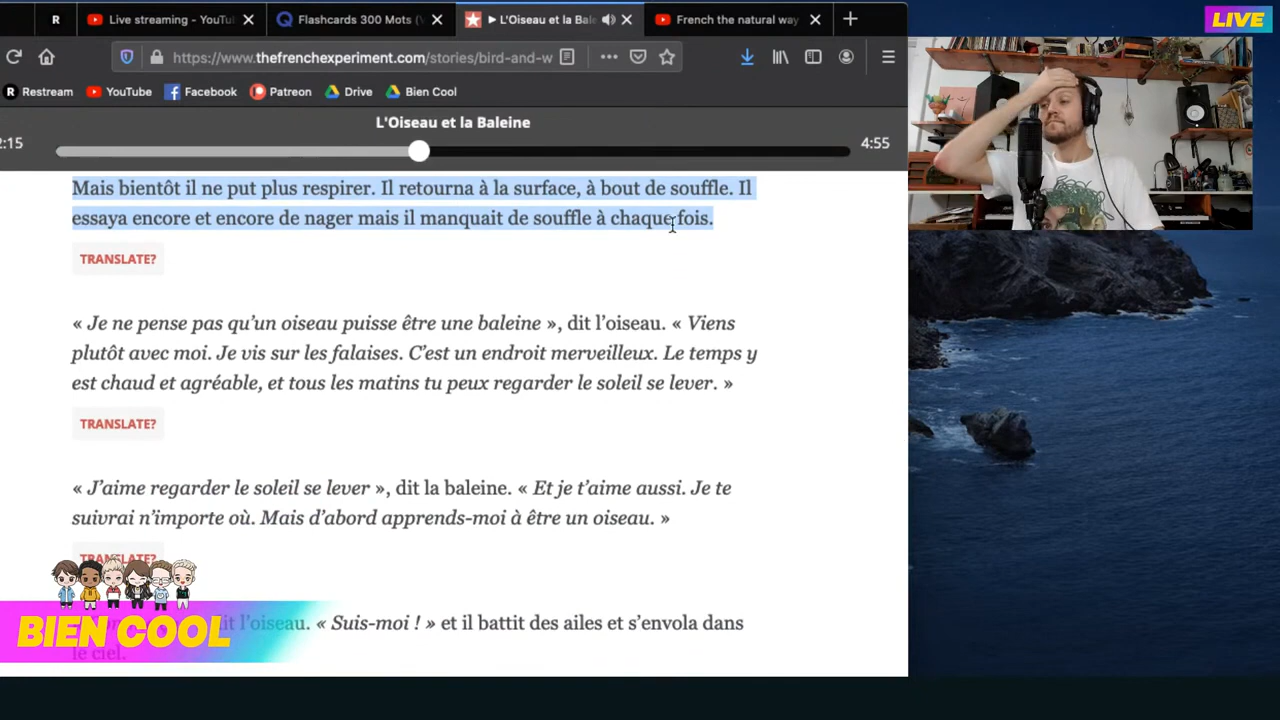 R Live streaming - YouTu Flashcards 300 Mots ( L'Oiseau et la Bale French the natural way
https://www.thefrenchexperiment.com/stories/bird-and-w
R Restream YouTube Facebook Patreon Drive Bien Cool
LIVE
L'Oiseau et la Baleine
2:15 4:55
Mais bientôt il ne put plus respirer. Il retourna à la surface, à bout de souffle. Il
essaya encore et encore de nager mais il manquait de souffle à chaque fois.
TRANSLATE?
« Je ne pense pas qu'un oiseau puisse être une baleine », dit l'oiseau. « Viens
plutôt avec moi. Je vis sur les falaises. C'est un endroit merveilleux. Le temps y
est chaud et agréable, et tous les matins tu peux regarder le soleil se lever. »
TRANSLATE?
« J'aime regarder le soleil se lever », dit la baleine. « Et je t'aime aussi. Je te
suivrai n'importe où. Mais d'abord apprends-moi à être un oiseau. »
TRANSLATE?
l'oiseau. « Suis-moi ! » et il battit des ailes et s'envola dans
le ciel.
BIEN COOL